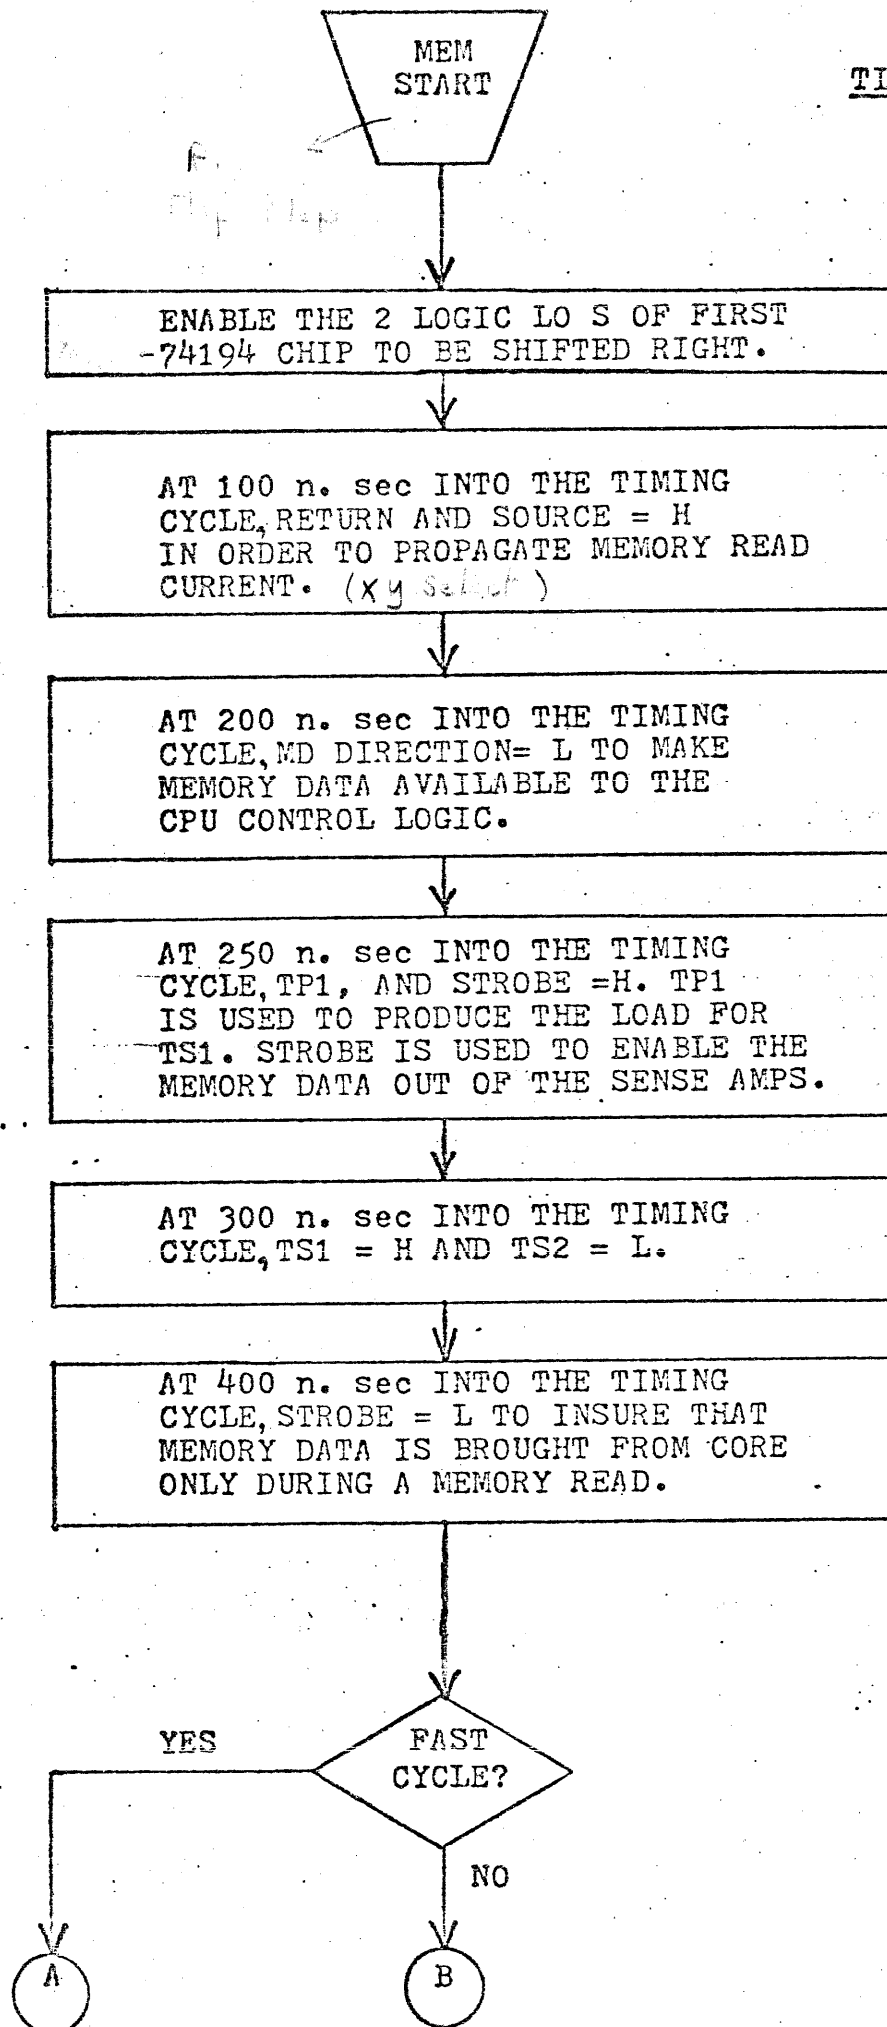 MEM
START
TI
ENABLE THE 2 LOGIC LO S OF FIRST
-74194 CHIP TO BE SHIFTED RIGHT.
AT 100 n. sec INTO THE TIMING
CYCLE, RETURN AND SOURCE = H
IN ORDER TO PROPAGATE MEMORY READ
CURRENT. (xy select)
AT 200 n. sec INTO THE TIMING
CYCLE, MD DIRECTION= L TO MAKE
MEMORY DATA AVAILABLE TO THE
CPU CONTROL LOGIC.
AT 250 n. sec INTO THE TIMING
CYCLE, TP1, AND STROBE =H. TP1
IS USED TO PRODUCE THE LOAD FOR
TS1. STROBE IS USED TO ENABLE THE
MEMORY DATA OUT OF THE SENSE AMPS.
AT 300 n. sec INTO THE TIMING
CYCLE, TS1 = H AND TS2 = L.
AT 400 n. sec INTO THE TIMING
CYCLE, STROBE = L TO INSURE THAT
MEMORY DATA IS BROUGHT FROM CORE
ONLY DURING A MEMORY READ.
YES
FAST
CYCLE?
NO
A
B